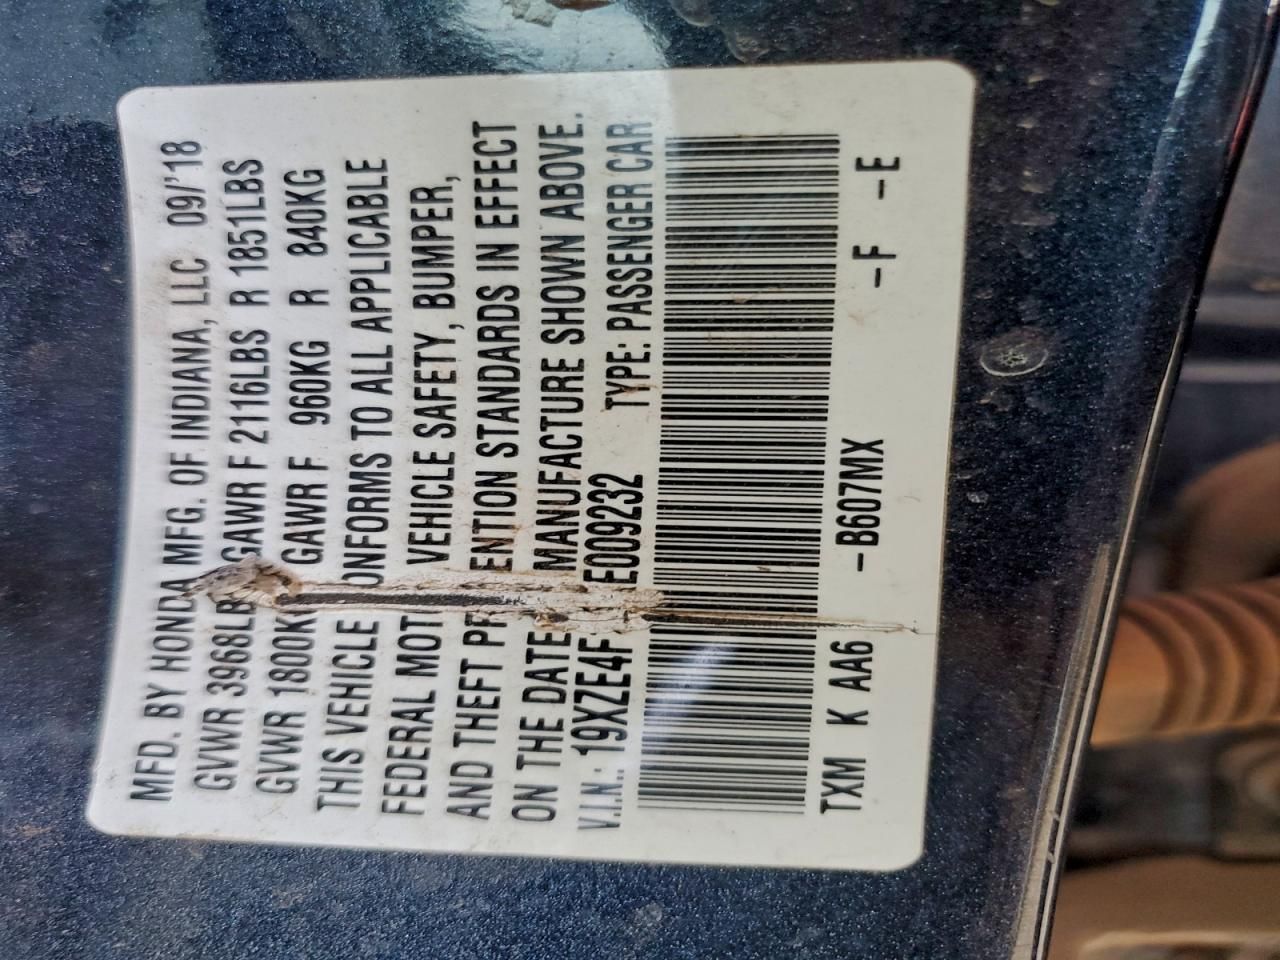 MFD. BY HONDA MFG. OF INDIANA, LLC 09/'18
GVWR 3968LB GAWR F 2116LBS R 1851LBS
GVWR 1800K GAWR F 960KG R 840KG
THIS VEHICLE ONFORMS TO ALL APPLICABLE
FEDERAL MOT VEHICLE SAFETY, BUMPER,
AND THEFT PR ENTION STANDARDS IN EFFECT
ON THE DATE MANUFACTURE SHOWN ABOVE.
V.I.N.: 19XZE4F E009232 TYPE: PASSENGER CAR
TXM K AA6 -B607MX -F -E